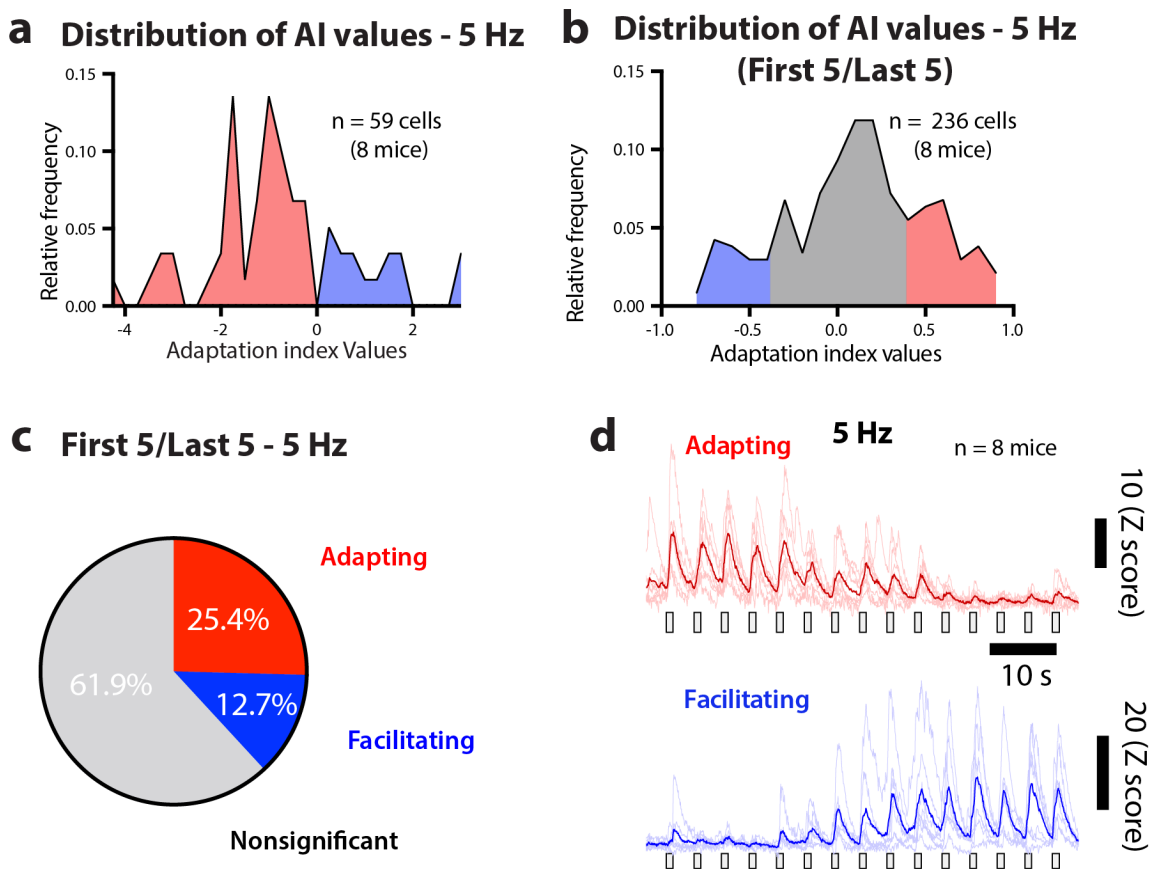 a Distribution of AI values - 5 Hz
0.15
0.10
0.05
0.00
Relative frequency
n = 59 cells
(8 mice)
-4 -2 0 2
Adaptation index Values
b Distribution of AI values - 5 Hz
(First 5/Last 5)
0.15
0.10
0.05
0.00
Relative frequency
n = 236 cells
(8 mice)
-1.0 -0.5 0.0 0.5 1.0
Adaptation index values
c First 5/Last 5 - 5 Hz
Adapting
25.4%
61.9%
12.7%
Facilitating
Nonsignificant
d 5 Hz
Adapting
n = 8 mice
10 (Z score)
10 s
Facilitating
20 (Z score)